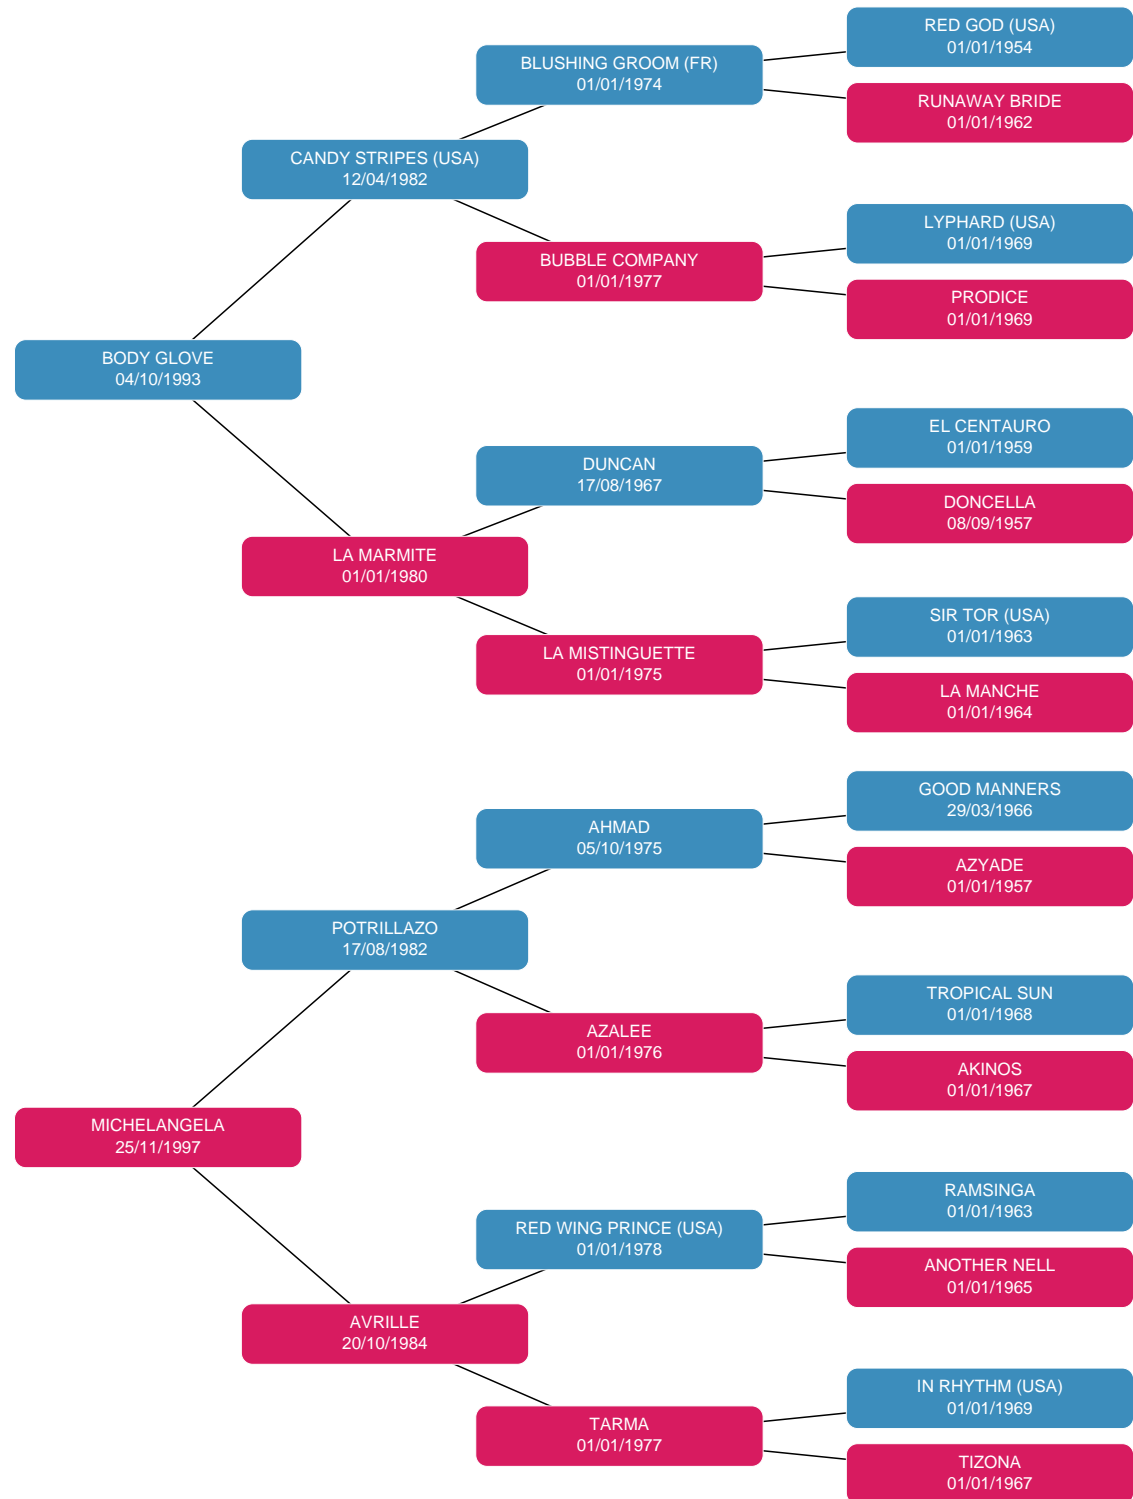 RED GOD (USA)
01/01/1954
BLUSHING GROOM (FR)
01/01/1974
RUNAWAY BRIDE
01/01/1962
CANDY STRIPES (USA)
12/04/1982
LYPHARD (USA)
01/01/1969
BUBBLE COMPANY
01/01/1977
PRODICE
01/01/1969
BODY GLOVE
04/10/1993
EL CENTAURO
01/01/1959
DUNCAN
17/08/1967
DONCELLA
08/09/1957
LA MARMITE
01/01/1980
SIR TOR (USA)
01/01/1963
LA MISTINGUETTE
01/01/1975
LA MANCHE
01/01/1964
GOOD MANNERS
29/03/1966
AHMAD
05/10/1975
AZYADE
01/01/1957
POTRILLAZO
17/08/1982
TROPICAL SUN
01/01/1968
AZALEE
01/01/1976
AKINOS
01/01/1967
MICHELANGELA
25/11/1997
RAMSINGA
01/01/1963
RED WING PRINCE (USA)
01/01/1978
ANOTHER NELL
01/01/1965
AVRILLE
20/10/1984
IN RHYTHM (USA)
01/01/1969
TARMA
01/01/1977
TIZONA
01/01/1967